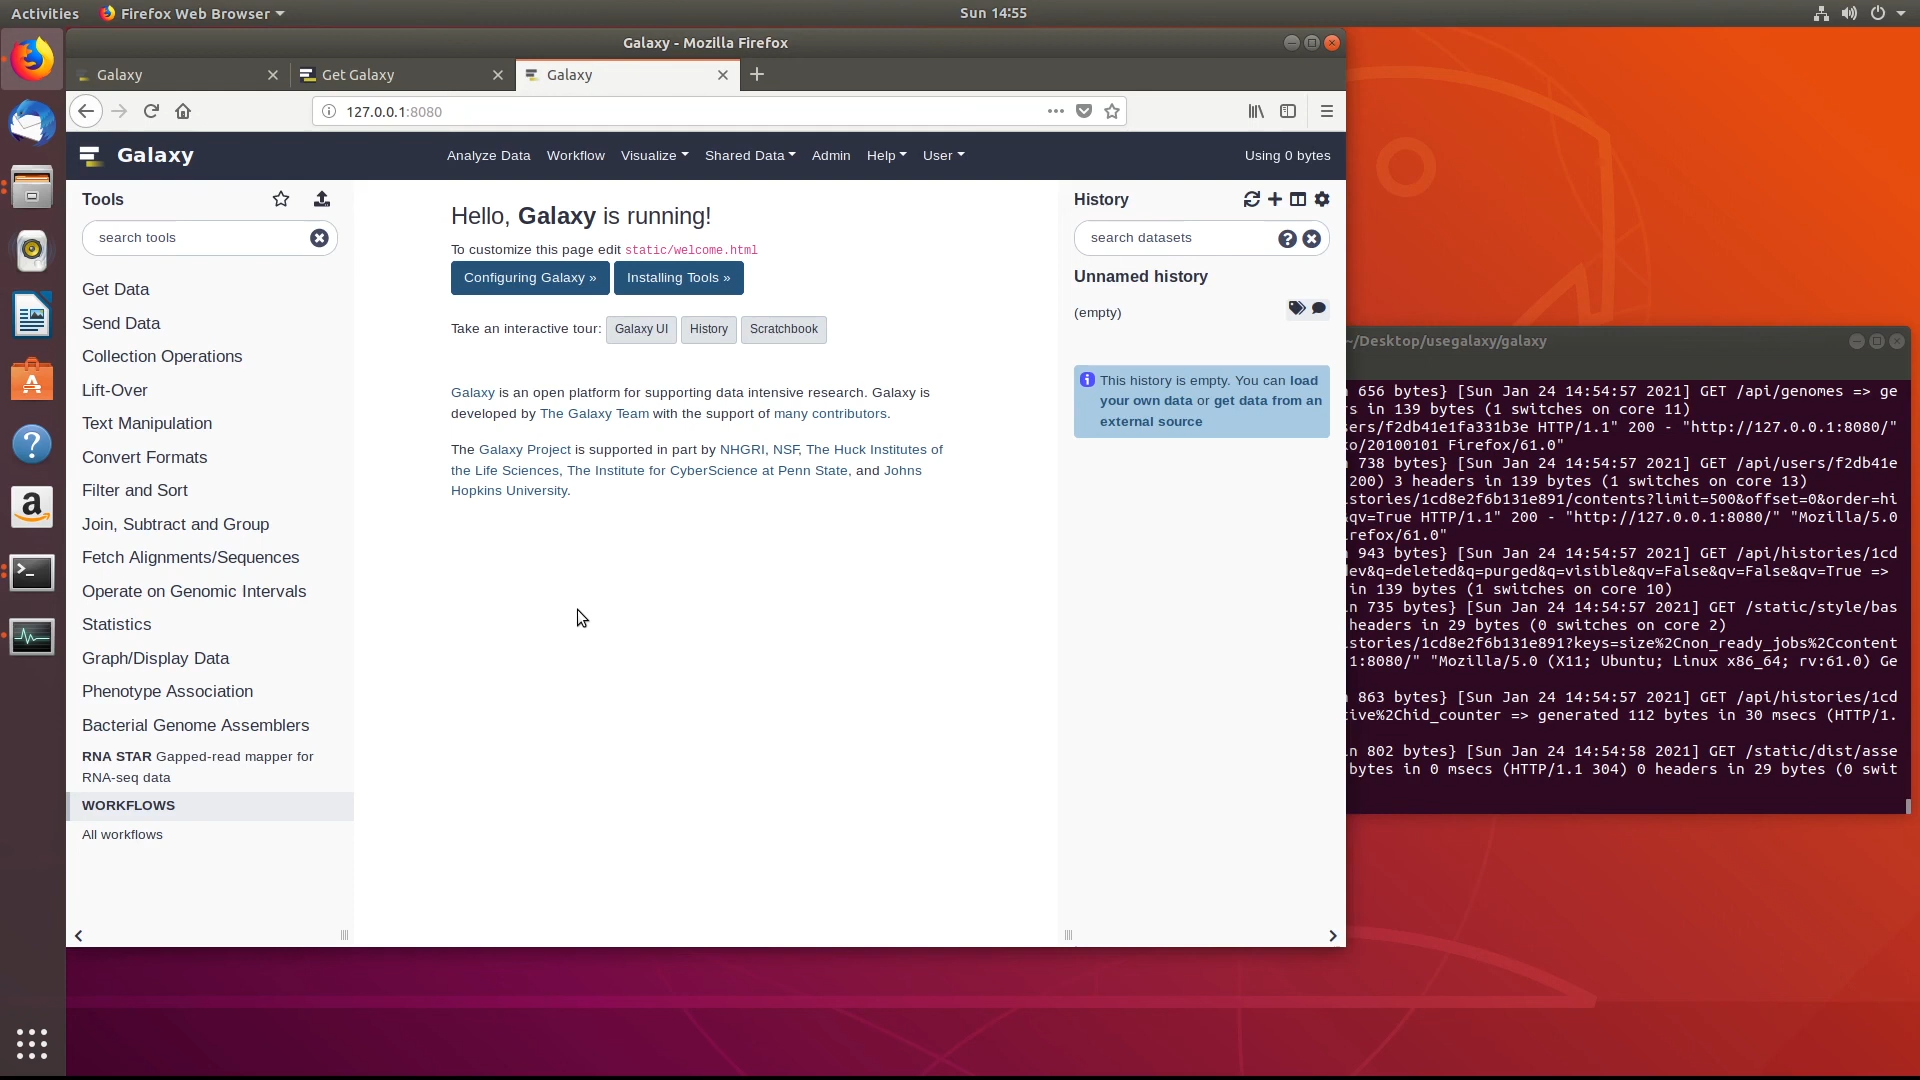 Activities
Firefox Web Browser
Sun 14:55
Galaxy - Mozilla Firefox
Galaxy
Get Galaxy
Galaxy
127.0.0.1:8080
Galaxy
Analyze Data
Workflow
Visualize
Shared Data
Admin
Help
User
Using 0 bytes
Tools
search tools
Get Data
Send Data
Collection Operations
Lift-Over
Text Manipulation
Convert Formats
Filter and Sort
Join, Subtract and Group
Fetch Alignments/Sequences
Operate on Genomic Intervals
Statistics
Graph/Display Data
Phenotype Association
Bacterial Genome Assemblers
RNA STAR Gapped-read mapper for
RNA-seq data
WORKFLOWS
All workflows
Hello, Galaxy is running!
To customize this page edit static/welcome.html
Configuring Galaxy »
Installing Tools »
Take an interactive tour: Galaxy UI History Scratchbook
Galaxy is an open platform for supporting data intensive research. Galaxy is
developed by The Galaxy Team with the support of many contributors.
The Galaxy Project is supported in part by NHGRI, NSF, The Huck Institutes of
the Life Sciences, The Institute for CyberScience at Penn State, and Johns
Hopkins University.
History
search datasets
Unnamed history
(empty)
This history is empty. You can load
your own data or get data from an
external source
~/Desktop/usegalaxy/galaxy
656 bytes} [Sun Jan 24 14:54:57 2021] GET /api/genomes => ge
rs in 139 bytes (1 switches on core 11)
sers/f2db41e1fa331b3e HTTP/1.1" 200 - "http://127.0.0.1:8080/"
ko/20100101 Firefox/61.0"
738 bytes} [Sun Jan 24 14:54:57 2021] GET /api/users/f2db41e
200) 3 headers in 139 bytes (1 switches on core 13)
istories/1cd8e2f6b131e891/contents?limit=500&offset=0&order=hi
&qv=True HTTP/1.1" 200 - "http://127.0.0.1:8080/" "Mozilla/5.0
irefox/61.0"
943 bytes} [Sun Jan 24 14:54:57 2021] GET /api/histories/1cd
dev&q=deleted&q=purged&q=visible&qv=False&qv=False&qv=True =>
in 139 bytes (1 switches on core 10)
n 735 bytes} [Sun Jan 24 14:54:57 2021] GET /static/style/bas
headers in 29 bytes (0 switches on core 2)
istories/1cd8e2f6b131e891?keys=size%2Cnon_ready_jobs%2Ccontent
1:8080/" "Mozilla/5.0 (X11; Ubuntu; Linux x86_64; rv:61.0) Ge
863 bytes} [Sun Jan 24 14:54:57 2021] GET /api/histories/1cd
tive%2Chid_counter => generated 112 bytes in 30 msecs (HTTP/1.
n 802 bytes} [Sun Jan 24 14:54:58 2021] GET /static/dist/asse
bytes in 0 msecs (HTTP/1.1 304) 0 headers in 29 bytes (0 swit